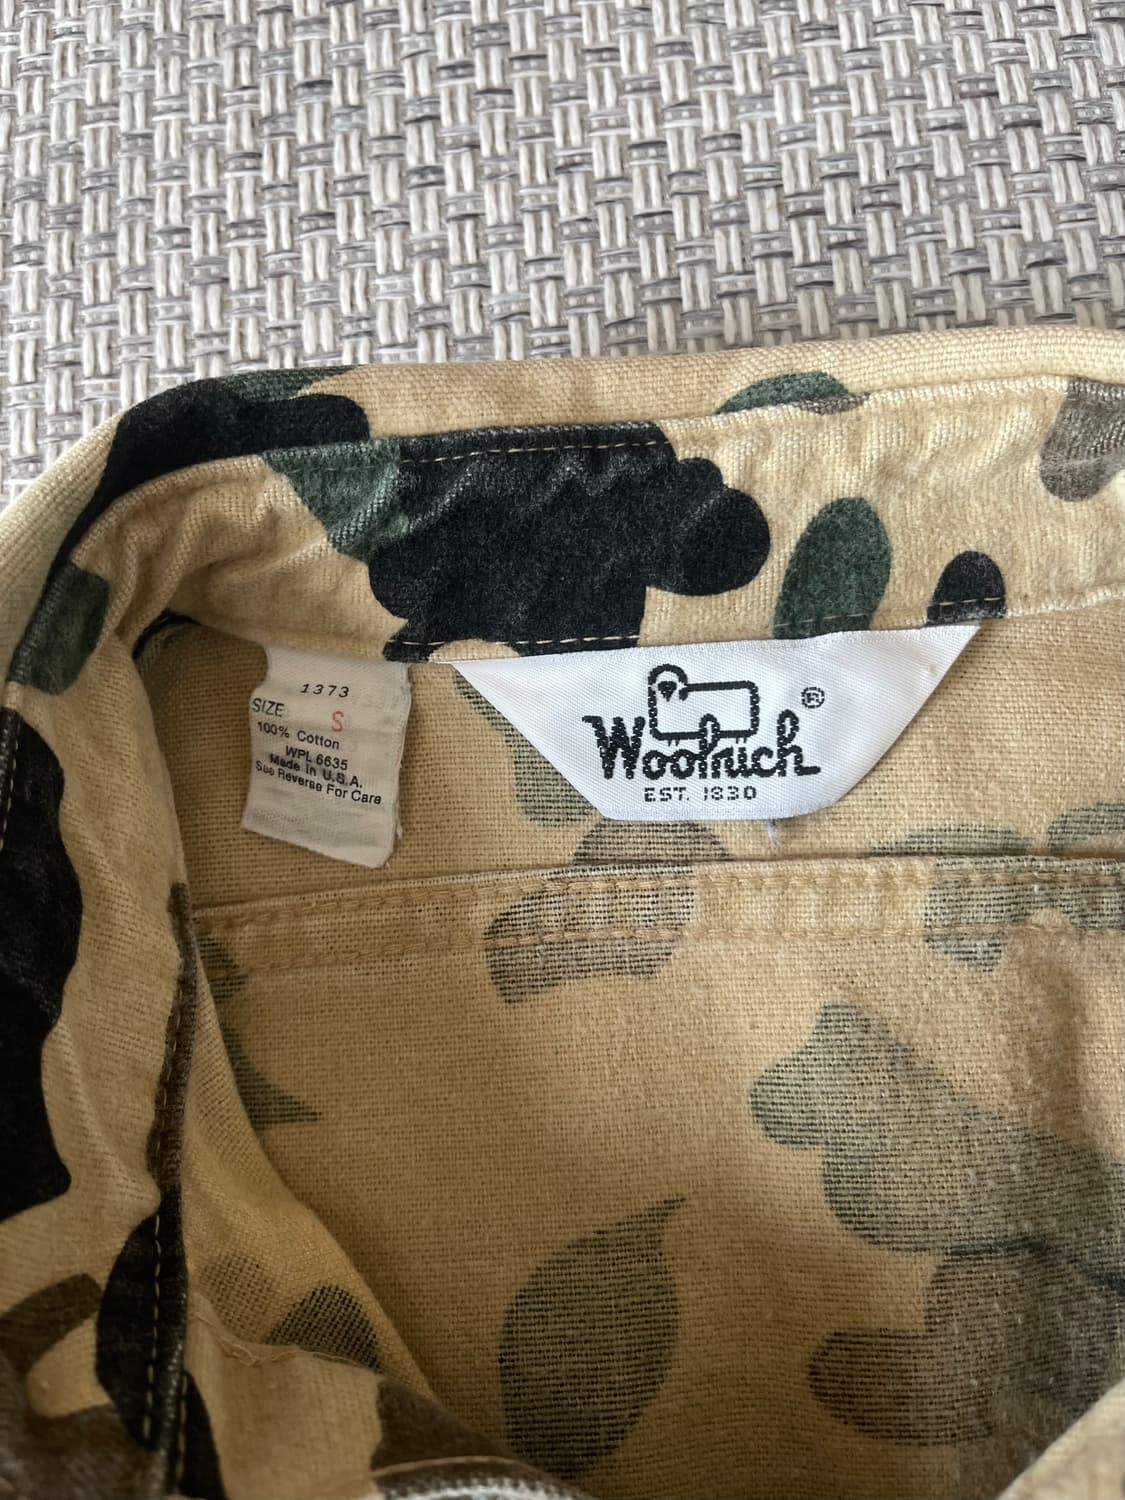 1373
SIZE S
100% Cotton
WPL 6635
Made In U.S.A.
See Reverse For Care
Woolrich®
EST. 1830